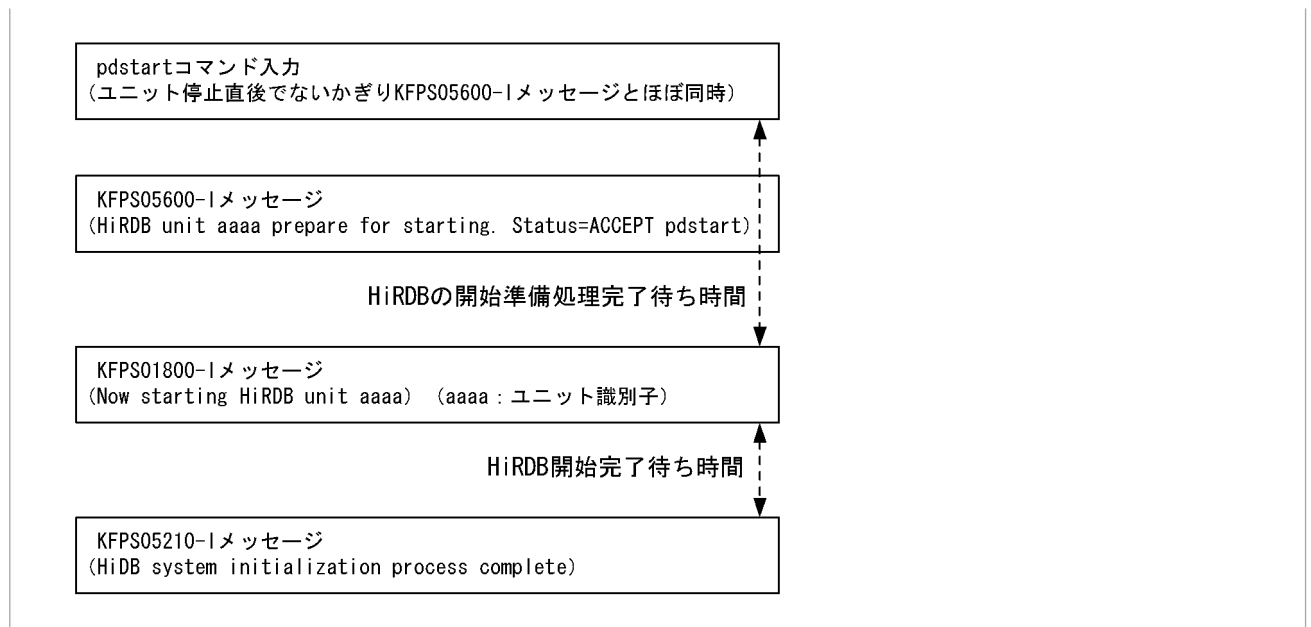 pdstartコマンド入力
(ユニット停止直後でないかぎりKFPS05600-Iメッセージとほぼ同時)
KFPS05600-Iメッセージ
(HiRDB unit aaaa prepare for starting. Status=ACCEPT pdstart)
HiRDBの開始準備処理完了待ち時間
KFPS01800-Iメッセージ
(Now starting HiRDB unit aaaa) (aaaa:ユニット識別子)
HiRDB開始完了待ち時間
KFPS05210-Iメッセージ
(HiDB system initialization process complete)